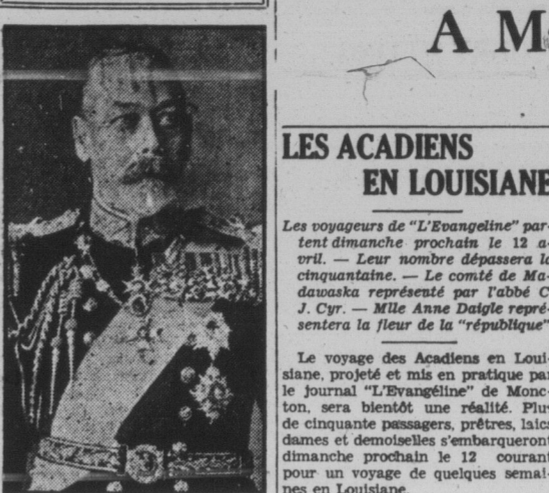 A M
LES ACADIENS
EN LOUISIANE
Les voyageurs de "L'Evangeline" par-
tent dimanche prochain le 12 a-
vril. — Leur nombre dépassera la
cinquantaine. — Le comté de Ma-
dawaska représenté par l'abbé C
J. Cyr. — Mlle Anne Daigle repré-
sentera la fleur de la "république"
Le voyage des Acadiens en Loui-
siane, projeté et mis en pratique par
le journal "L'Evangéline" de Monc-
ton, sera bientôt une réalité. Plus
de cinquante passagers, prêtres, laics
dames et demoiselles s'embarqueront
dimanche prochain le 12 courant
pour un voyage de quelques semai-
nes en Louisiane.